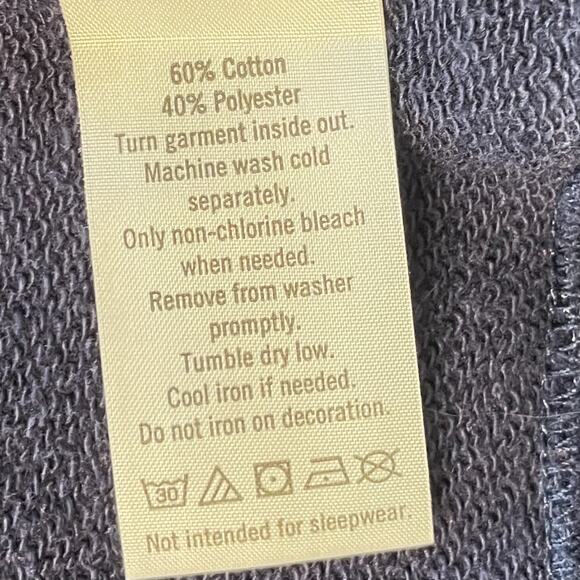 60% Cotton
40% Polyester
Turn garment inside out.
Machine wash cold
separately.
Only non-chlorine bleach
when needed.
Remove from washer
promptly.
Tumble dry low.
Cool iron if needed.
Do not iron on decoration.
30
Not intended for sleepwear.